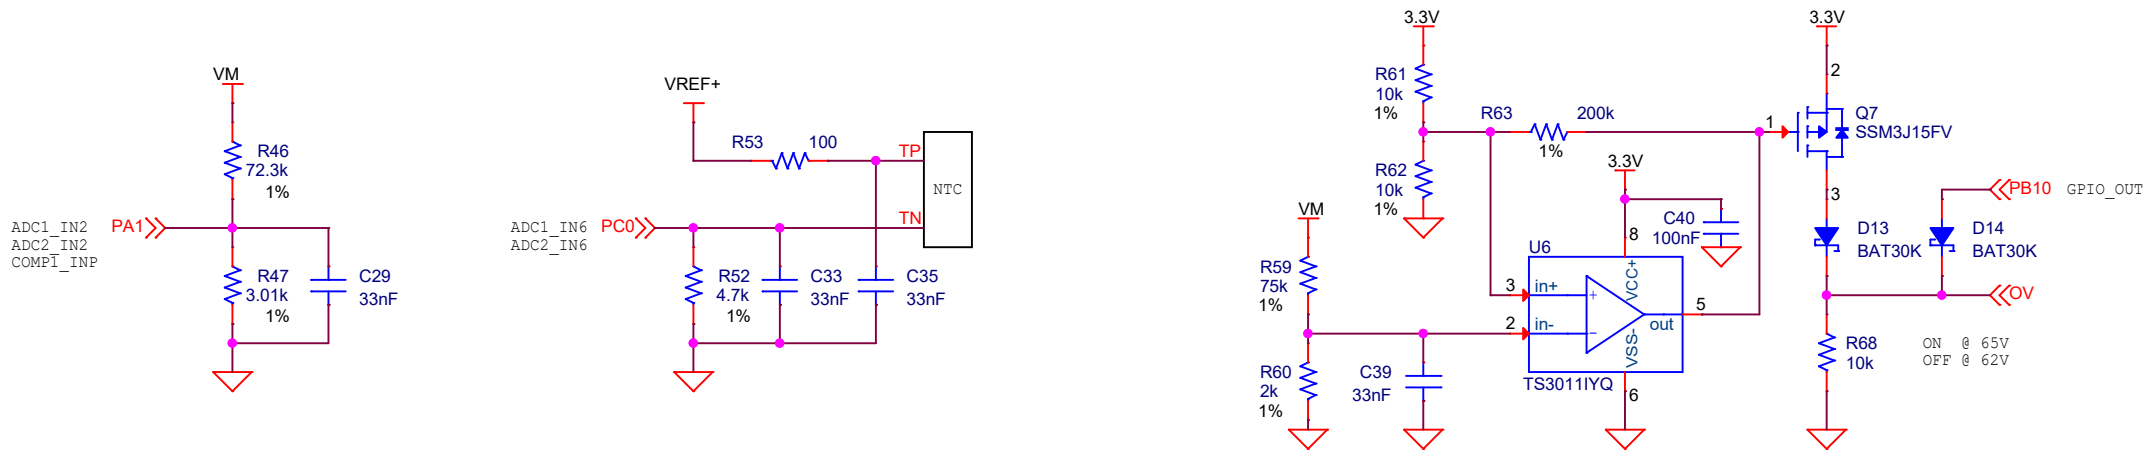 VM
R46
72.3k
1%
ADC1_IN2
ADC2_IN2
COMP1_INP
PA1
R47
3.01k
1%
C29
33nF
VREF+
R53
100
TP
NTC
TN
ADC1_IN6
ADC2_IN6
PC0
R52
4.7k
1%
C33
33nF
C35
33nF
3.3V
R61
10k
1%
R63
200k
1%
R62
10k
1%
VM
R59
75k
1%
R60
2k
1%
C39
33nF
3.3V
C40
100nF
8
U6
3
in+
2
in-
VCC+
VSS-
+
−
out
5
6
TS3011IYQ
3.3V
2
1
Q7
SSM3J15FV
3
PB10
GPIO_OUT
D13
BAT30K
D14
BAT30K
OV
R68
10k
ON @ 65V
OFF @ 62V